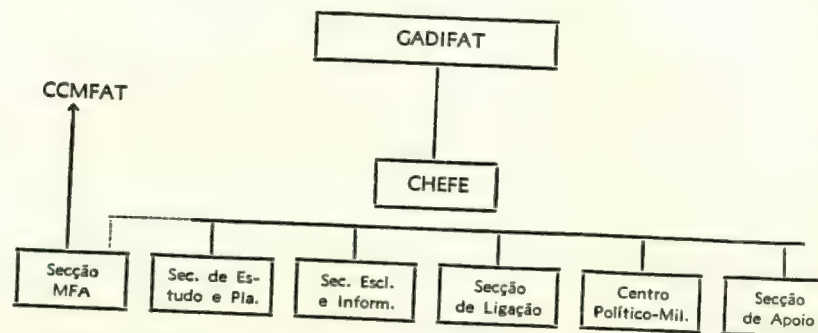 GADIFAT
CCMFAT
CHEFE
Secção
MFA
Sec. de Es-
tudo e Pla.
Sec. Escl.
e Inform.
Secção
de Ligação
Centro
Político-Mil.
Secção
de Apoio